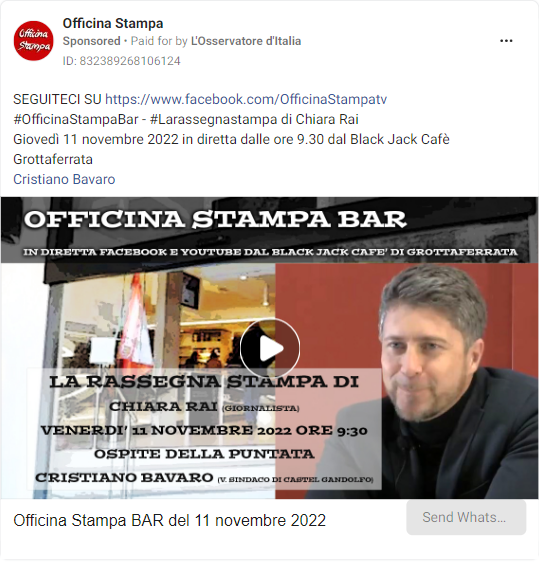 Officina
Stampa
Officina Stampa
Sponsored • Paid for by L'Osservatore d'Italia
ID: 832389268106124
SEGUITECI SU https://www.facebook.com/OfficinaStampatv
#OfficinaStampaBar - #Larassegnastampa di Chiara Rai
Giovedì 11 novembre 2022 in diretta dalle ore 9.30 dal Black Jack Cafè
Grottaferrata
Cristiano Bavaro
OFFICINA STAMPA BAR
IN DIRETTA FACEBOOK E YOUTUBE DAL BLACK JACK CAFE' DI GROTTAFERRATA
LA RASSEGNA STAMPA DI
CHIARA RAI (GIORNALISTA)
VENERDI' 11 NOVEMBRE 2022 ORE 9:30
OSPITE DELLA PUNTATA
CRISTIANO BAVARO (V. SINDACO DI CASTEL GANDOLFO)
Officina Stampa BAR del 11 novembre 2022
Send Whats...